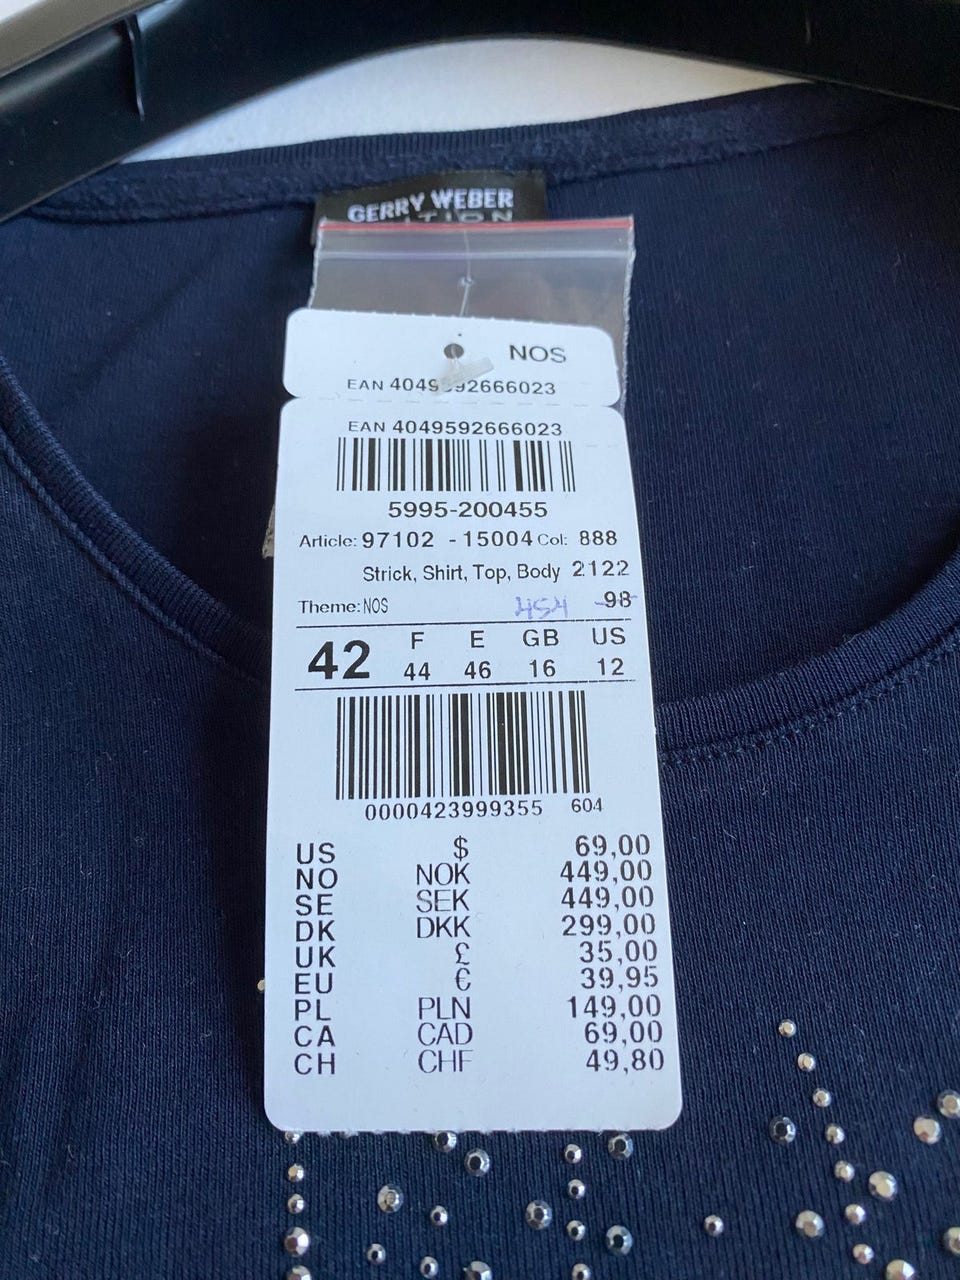 GERRY WEBER
NOS
EAN 4049592666023
EAN 4049592666023
5995-200455
Article: 97102 -15004 Col: 888
Strick, Shirt, Top, Body 2122
Theme: NOS 454 98
42 F E GB US
44 46 16 12
0000423999355 604
US $ 69,00
NO NOK 449,00
SE SEK 449,00
DK DKK 299,00
UK £ 35,00
EU € 39,95
PL PLN 149,00
CA CAD 69,00
CH CHF 49,80